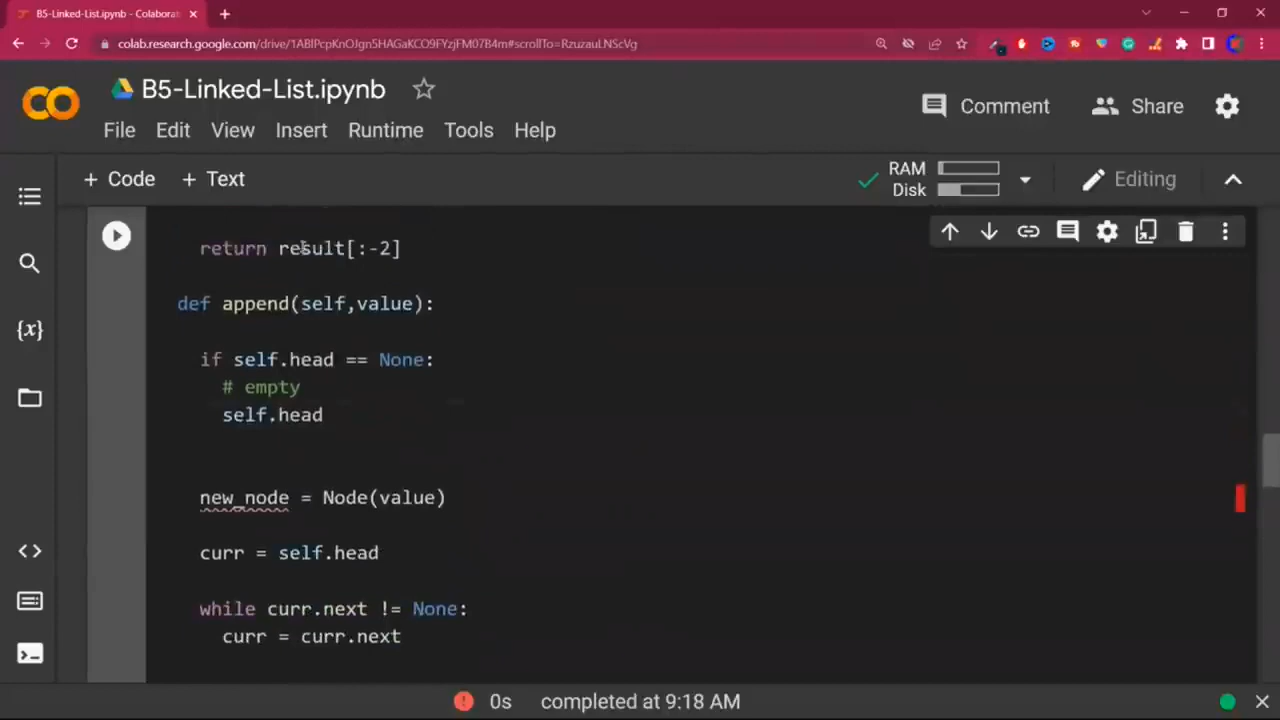 B5-Linked-List.ipynb - Colaborat
colab.research.google.com/drive/1ABlPcpKnOJgn5HAGaKCO9FYzjFM07B4m#scrollTo=RzuzauLNScVg
CO B5-Linked-List.ipynb
Comment Share
File Edit View Insert Runtime Tools Help
+ Code + Text
RAM
Disk
Editing
return result[:-2]
def append(self,value):
if self.head == None:
# empty
self.head
new_node = Node(value)
curr = self.head
while curr.next != None:
curr = curr.next
{x}
<>
0s completed at 9:18 AM